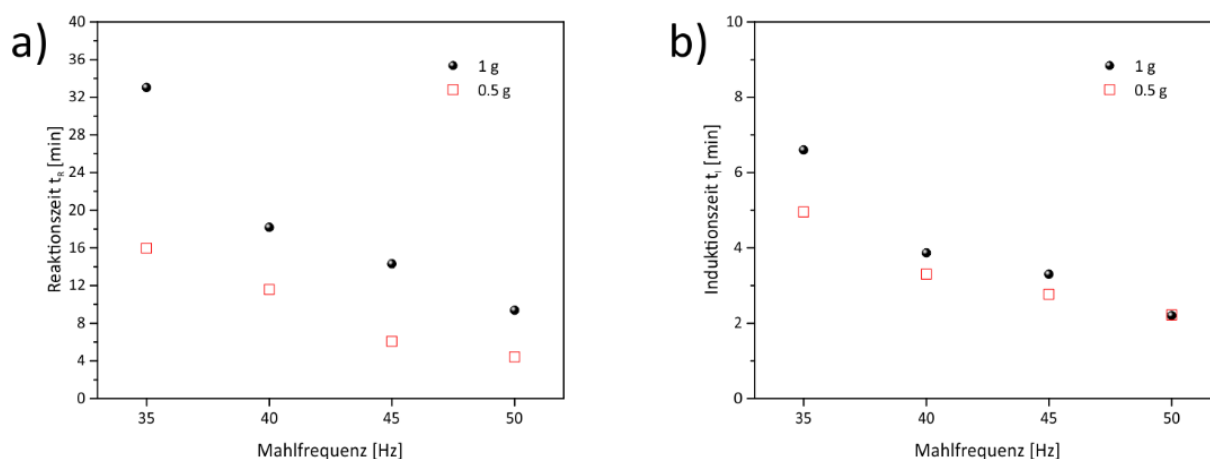 a)
40
36
32
28
24
20
16
12
8
4
0
Reaktionszeit t_R [min]
1 g
0.5 g
35 40 45 50
Mahlfrequenz [Hz]
b)
10
8
6
4
2
0
Induktionszeit t_I [min]
1 g
0.5 g
35 40 45 50
Mahlfrequenz [Hz]